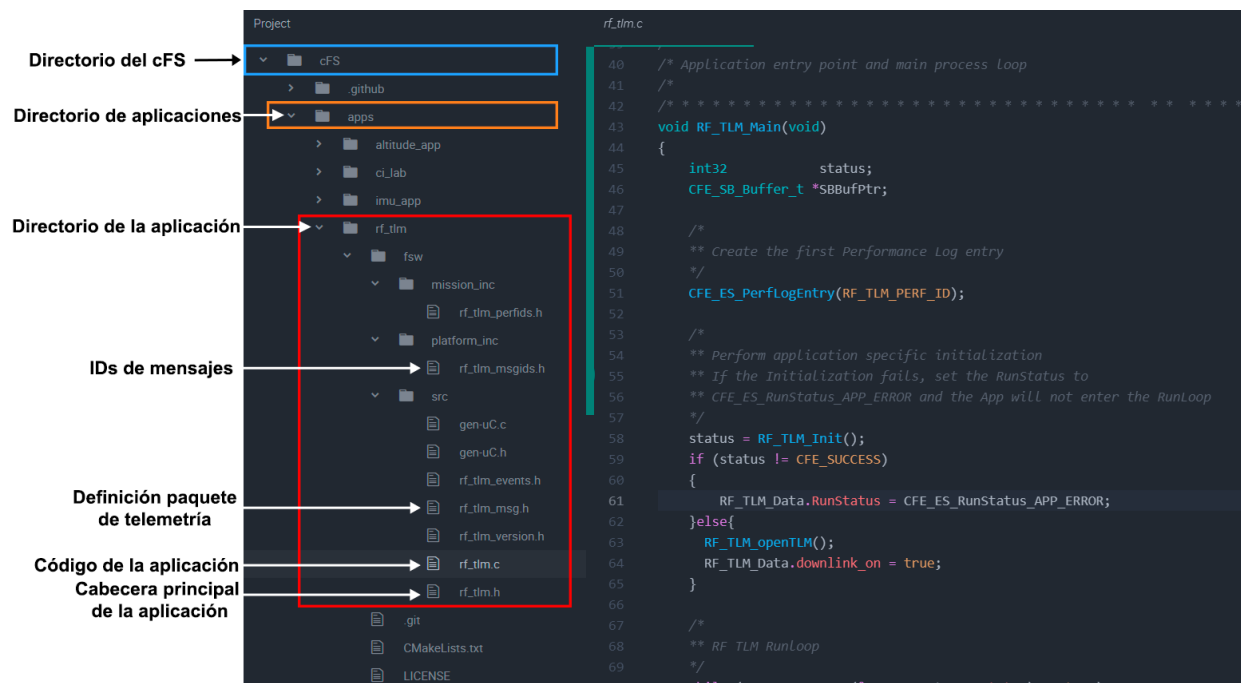 Project
rf_tlm.c
Directorio del cFS
cFS
.github
Directorio de aplicaciones
apps
altitude_app
ci_lab
imu_app
Directorio de la aplicación
rf_tlm
fsw
mission_inc
rf_tlm_perfids.h
platform_inc
IDs de mensajes
rf_tlm_msgids.h
src
gen-uC.c
gen-uC.h
rf_tlm_events.h
Definición paquete
de telemetría
rf_tlm_msg.h
rf_tlm_version.h
Código de la aplicación
rf_tlm.c
Cabecera principal
de la aplicación
rf_tlm.h
.git
CMakeLists.txt
LICENSE
40 /* Application entry point and main process loop
41 /*
42 /* * * * * * * * * * * * * * * * * * * * * * * * * * * * * * * * * * * *
43 void RF_TLM_Main(void)
44 {
45 int32 status;
46 CFE_SB_Buffer_t *SBBufPtr;
47
48 /*
49 ** Create the first Performance Log entry
50 */
51 CFE_ES_PerfLogEntry(RF_TLM_PERF_ID);
52
53 /*
54 ** Perform application specific initialization
55 ** If the Initialization fails, set the RunStatus to
56 ** CFE_ES_RunStatus_APP_ERROR and the App will not enter the RunLoop
57 */
58 status = RF_TLM_Init();
59 if (status != CFE_SUCCESS)
60 {
61 RF_TLM_Data.RunStatus = CFE_ES_RunStatus_APP_ERROR;
62 }else{
63 RF_TLM_openTLM();
64 RF_TLM_Data.downlink_on = true;
65 }
66
67 /*
68 ** RF TLM Runloop
69 */